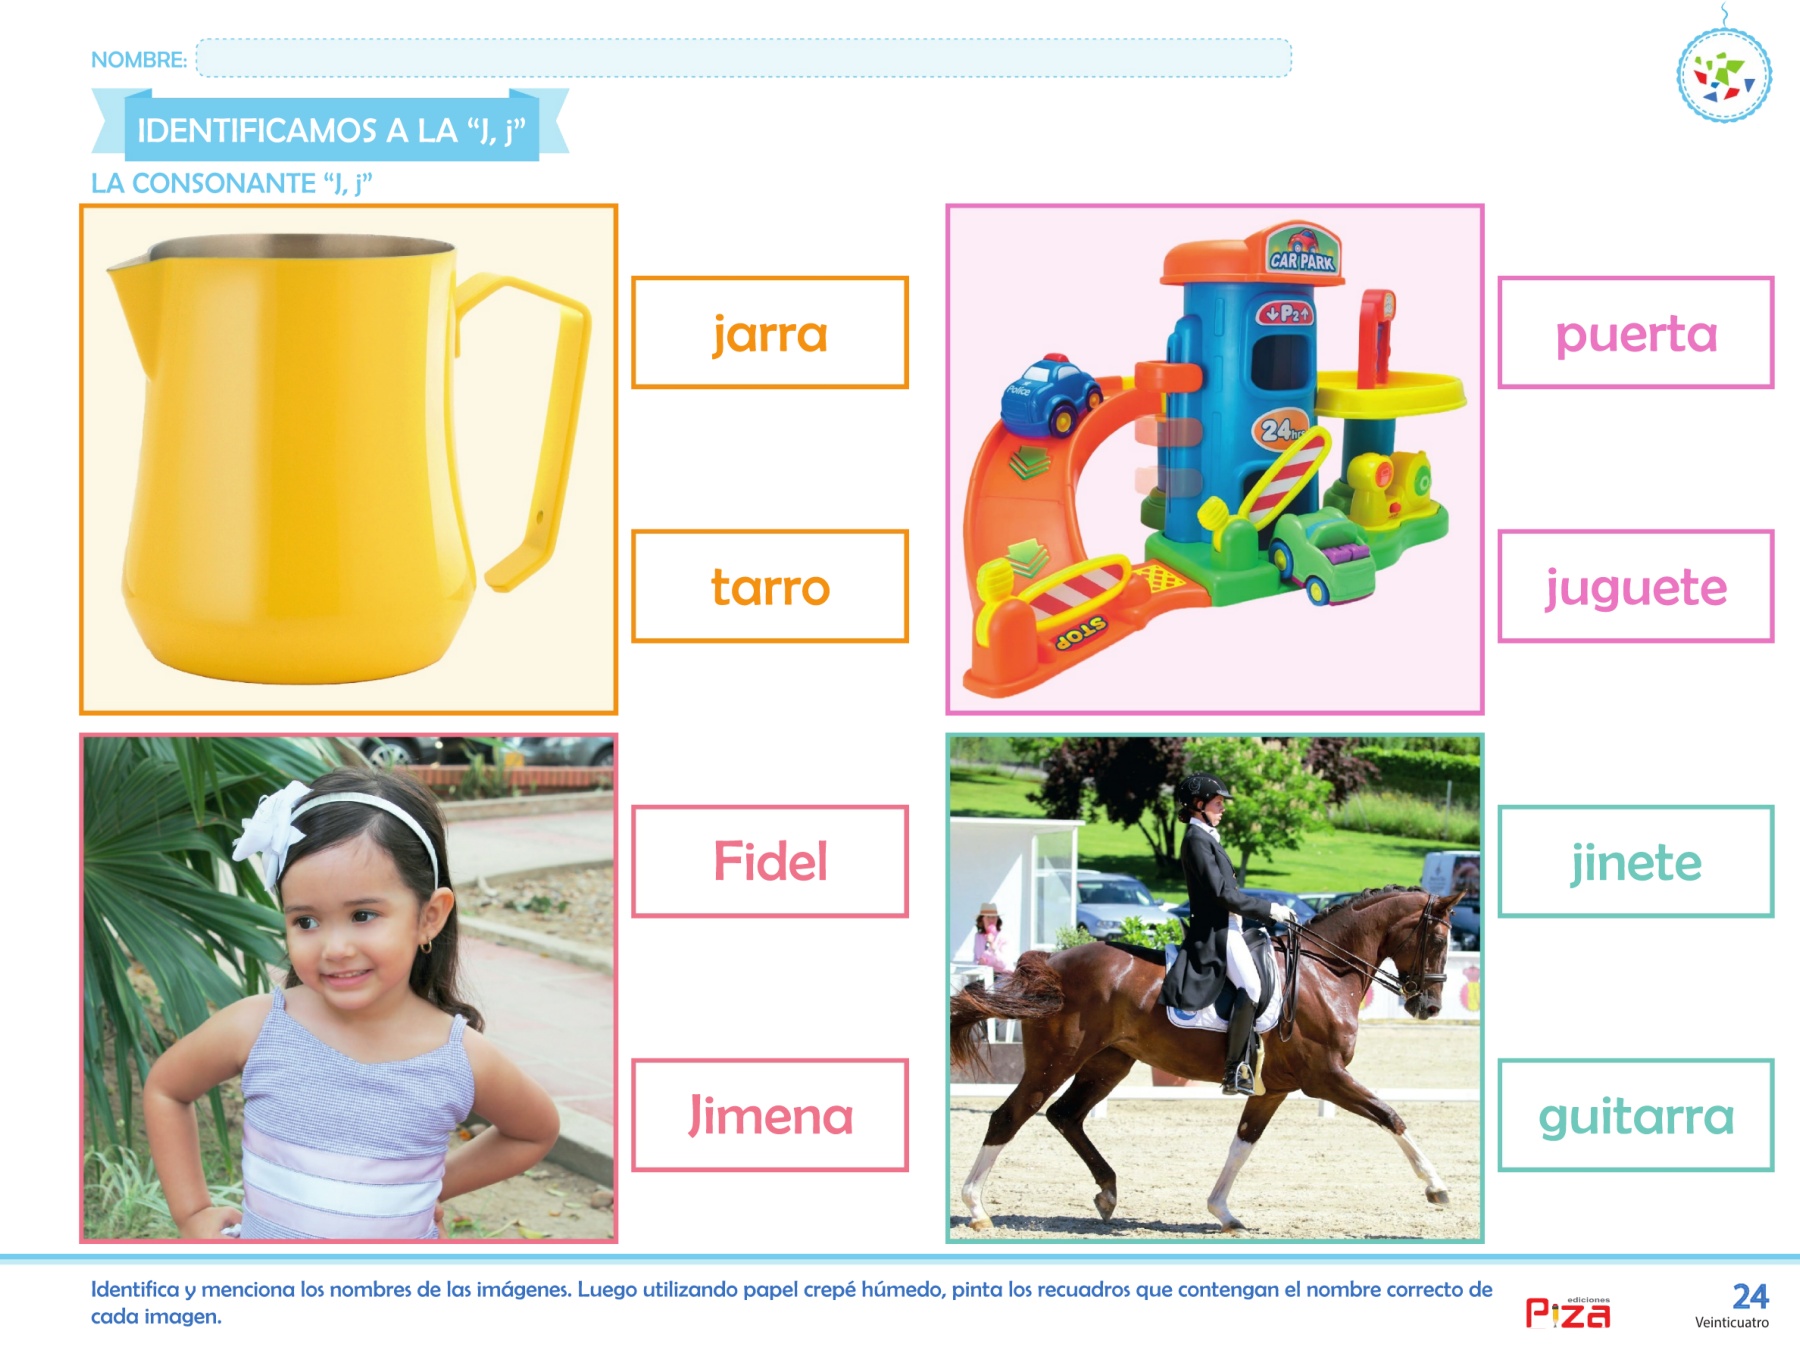 NOMBRE:
IDENTIFICAMOS A LA “J, j”
LA CONSONANTE “J, j”
jarra
tarro
CAR PARK
P2
Police
24hrs
STOP
puerta
juguete
Fidel
Jimena
jinete
guitarra
Identifica y menciona los nombres de las imágenes. Luego utilizando papel crepé húmedo, pinta los recuadros que contengan el nombre correcto de
cada imagen.
ediciones
Piza
24
Veinticuatro